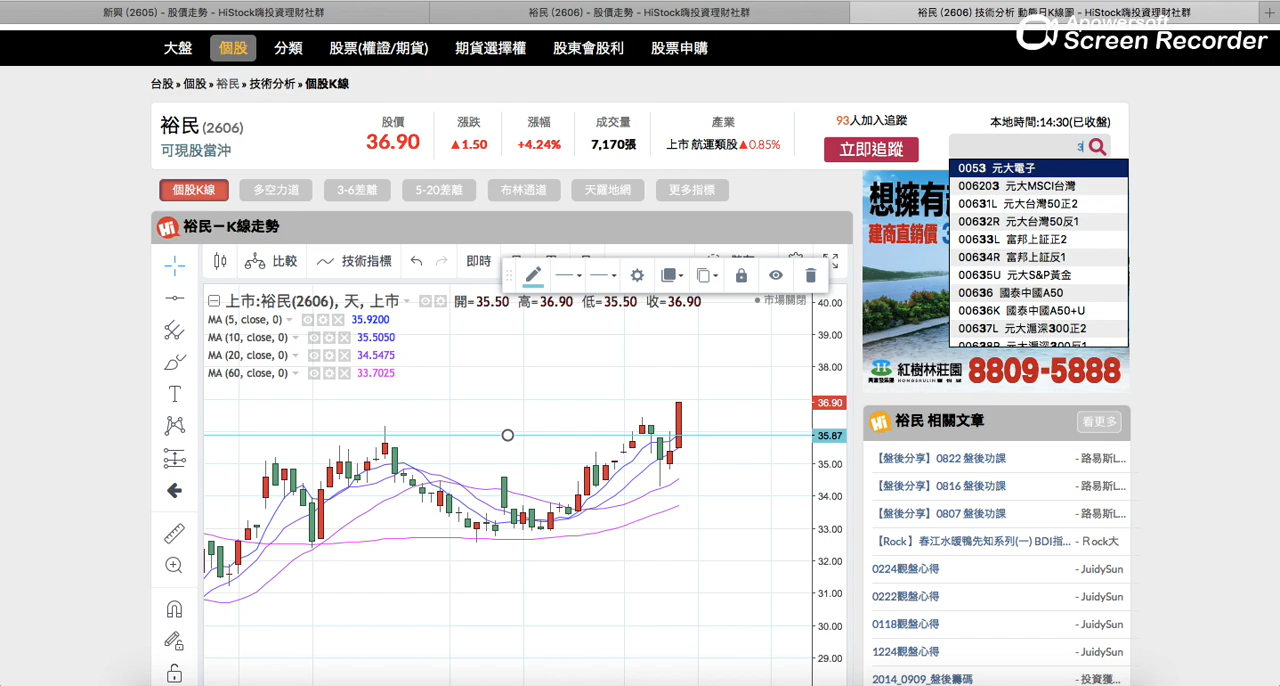 新興 (2605) - 股價走勢 - HiStock嗨投資理財社群
裕民 (2606) - 股價走勢 - HiStock嗨投資理財社群
裕民 (2606) 技術分析 動態日K線圖 - HiStock嗨投資理財社群
Apowersoft
Screen Recorder
大盤 個股 分類 股票(權證/期貨) 期貨選擇權 股東會股利 股票申購
台股 » 個股 » 裕民 » 技術分析 » 個股K線
裕民 (2606)
可現股當沖
股價
36.90
漲跌
▲1.50
漲幅
+4.24%
成交量
7,170張
產業
上市 航運類股▲0.85%
93人加入追蹤
立即追蹤
本地時間:14:30(已收盤)
3
0053 元大電子
006203 元大MSCI台灣
00631L 元大台灣50正2
00632R 元大台灣50反1
00633L 富邦上証正2
00634R 富邦上証反1
00635U 元大S&P黃金
00636 國泰中國A50
00636K 國泰中國A50+U
00637L 元大滬深300正2
00638R 元大滬深300反1
個股K線 多空力道 3-6差離 5-20差離 布林通道 天羅地網 更多指標
Hi 裕民－K線走勢
比較 技術指標 即時
上市:裕民(2606), 天, 上市
開=35.50 高=36.90 低=35.50 收=36.90
市場關閉
MA (5, close, 0) 35.9200
MA (10, close, 0) 35.5050
MA (20, close, 0) 34.5475
MA (60, close, 0) 33.7025
40.00
39.00
38.00
36.90
35.87
35.00
34.00
33.00
32.00
31.00
30.00
29.00
T
建商直銷價
紅樹林莊園
8809-5888
Hi 裕民 相關文章
看更多
【盤後分享】0822 盤後功課 - 路易斯L...
【盤後分享】0816 盤後功課 - 路易斯L...
【盤後分享】0807 盤後功課 - 路易斯L...
【Rock】春江水暖鴨先知系列(一) BDI指... - Rock大
0224觀盤心得 - JuidySun
0222觀盤心得 - JuidySun
0118觀盤心得 - JuidySun
1224觀盤心得 - JuidySun
2014_0909_盤後籌碼 - 投資獲...